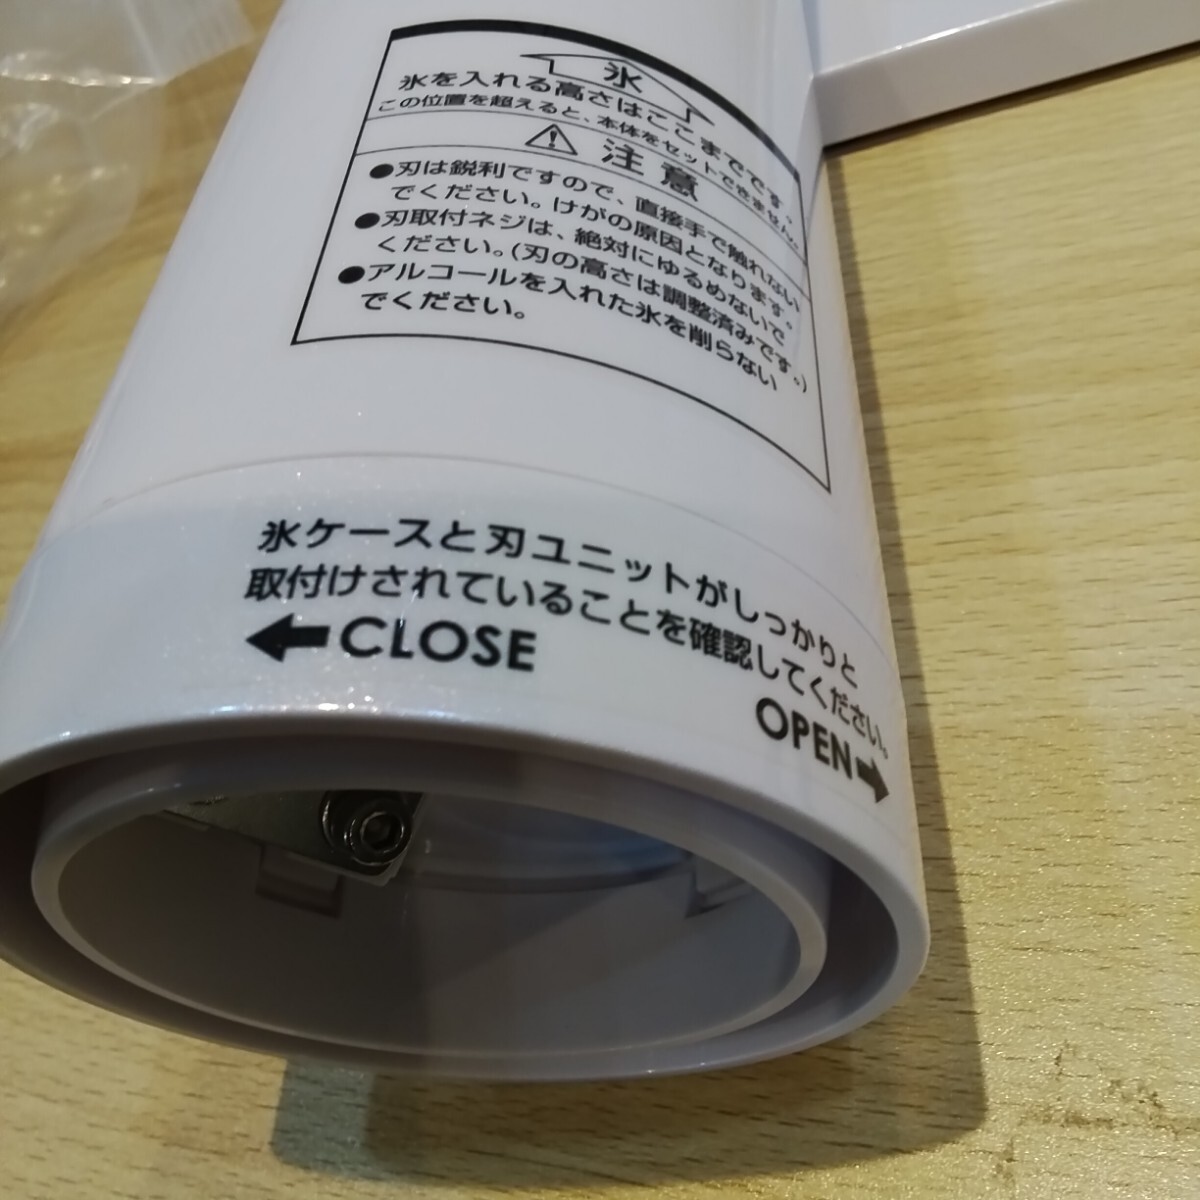 氷
氷を入れる高さはここまでです。
この位置を超えると、本体をセットできません。
注意
●刃は鋭利ですので、直接手で触れない
でください。けがの原因となります。
●刃取付ネジは、絶対にゆるめないで
ください。(刃の高さは調整済みです。)
●アルコールを入れた氷を削らない
でください。
氷ケースと刃ユニットがしっかりと
取付けされていることを確認してください。
←CLOSE
OPEN→